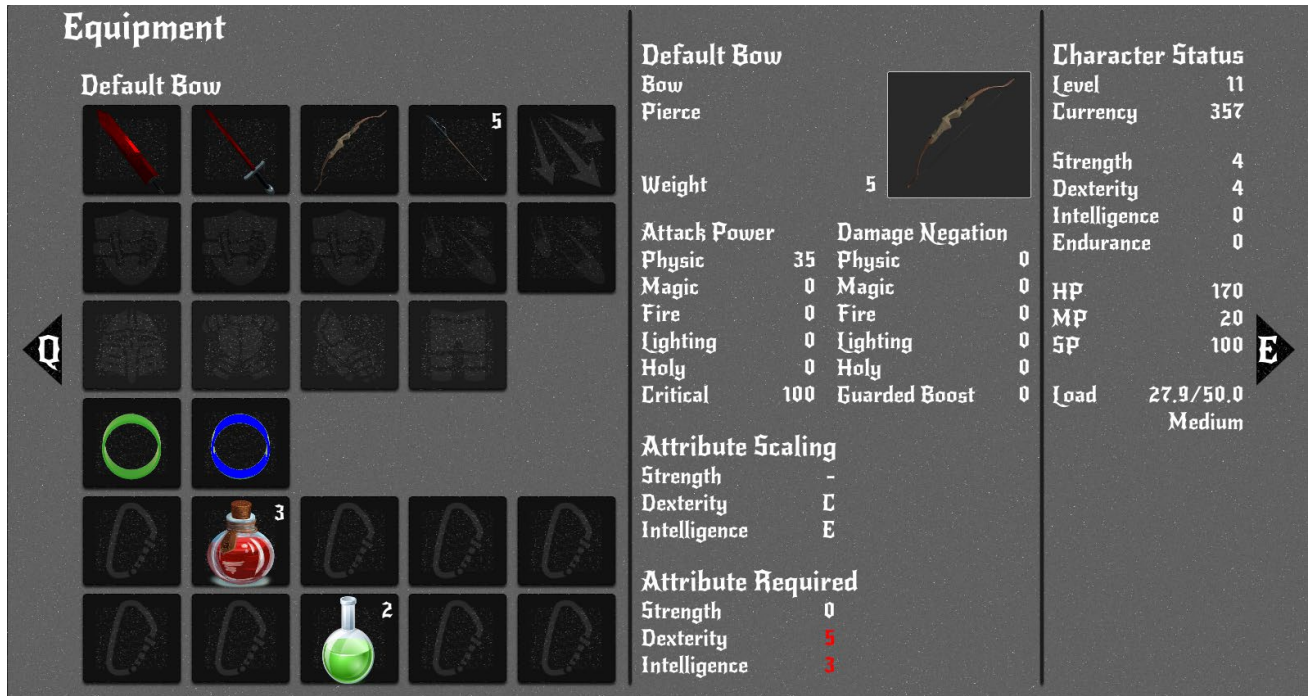 Equipment
Default Bow
5
3
2
Q
Default Bow
Bow
Pierce
Weight 5
Attack Power Damage Negation
Physic 35 Physic 0
Magic 0 Magic 0
Fire 0 Fire 0
Lighting 0 Lighting 0
Holy 0 Holy 0
Critical 100 Guarded Boost 0
Attribute Scaling
Strength -
Dexterity C
Intelligence E
Attribute Required
Strength 0
Dexterity 5
Intelligence 3
Character Status
Level 11
Currency 357
Strength 4
Dexterity 4
Intelligence 0
Endurance 0
HP 170
MP 20
SP 100
Load 27.9/50.0
Medium
E